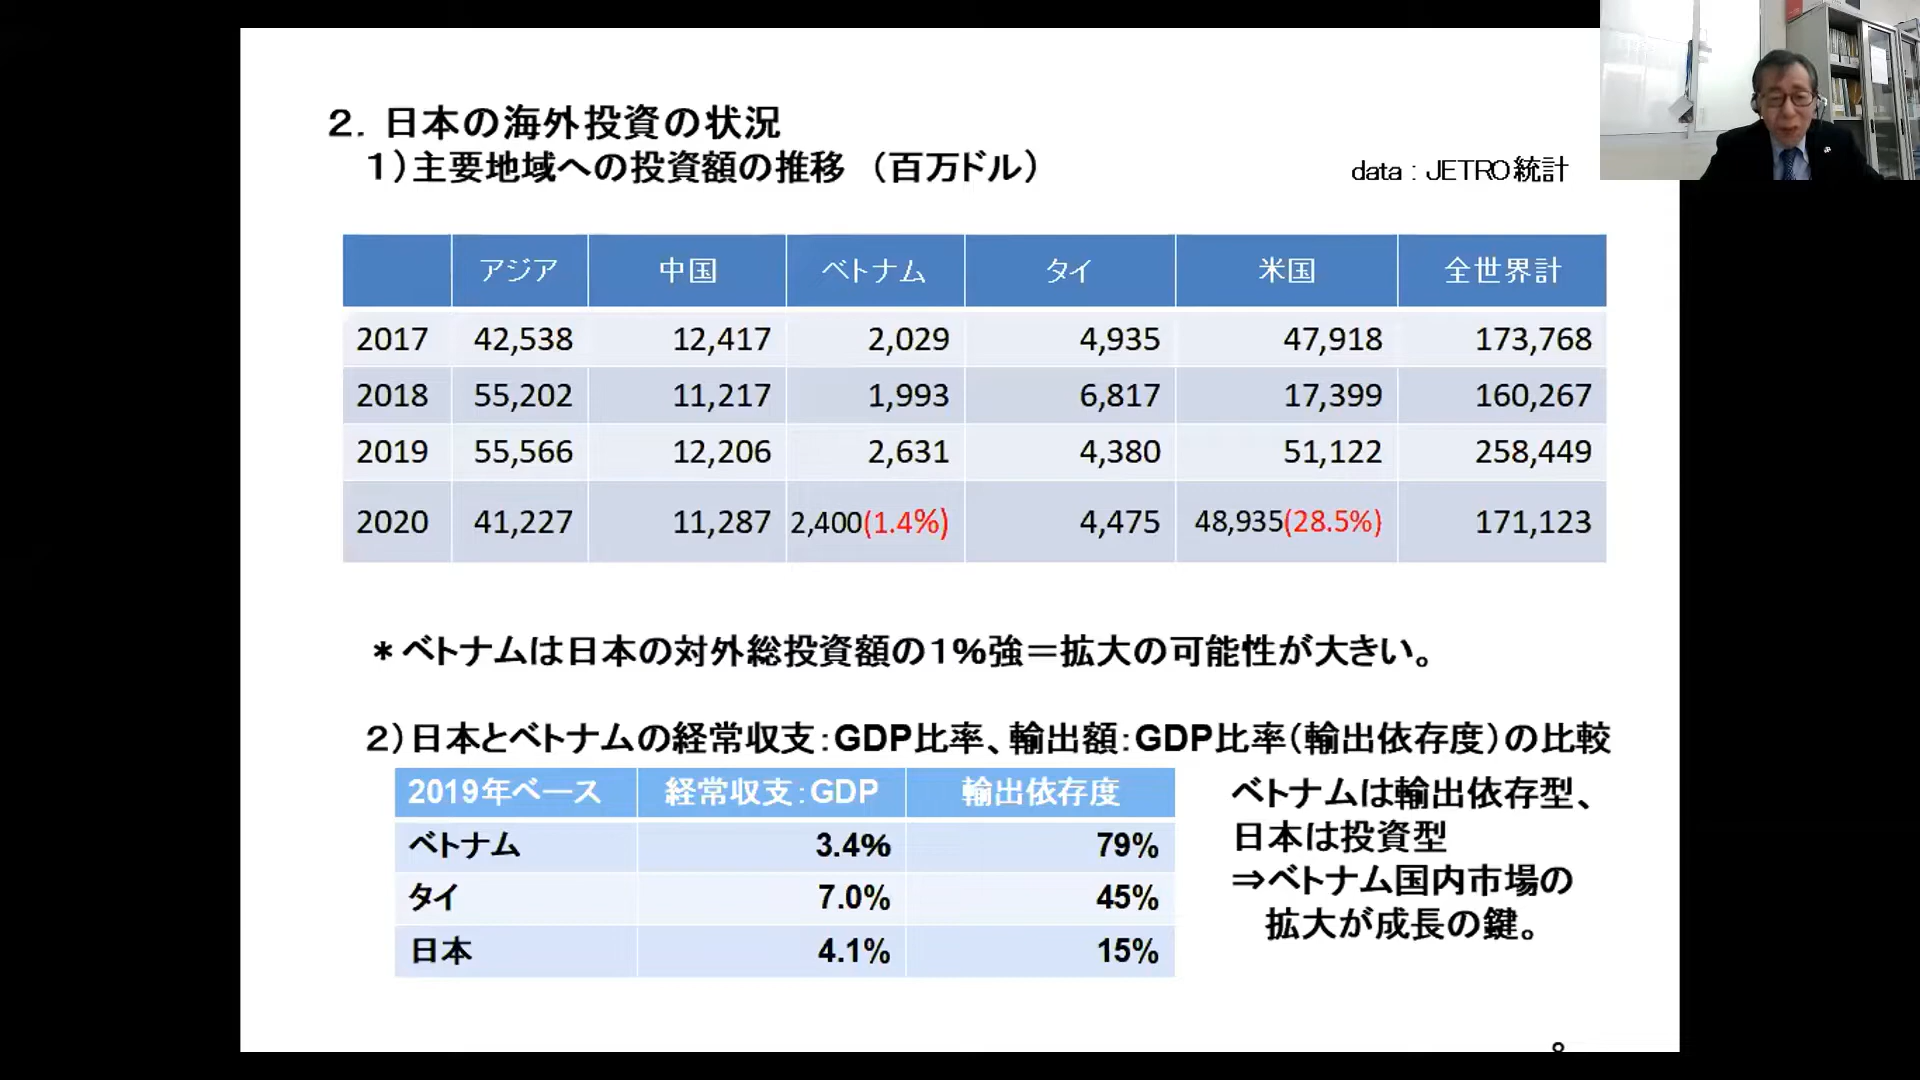 2．日本の海外投資の状況
1）主要地域への投資額の推移 （百万ドル）
data : JETRO統計
アジア 中国 ベトナム タイ 米国 全世界計
2017 42,538 12,417 2,029 4,935 47,918 173,768
2018 55,202 11,217 1,993 6,817 17,399 160,267
2019 55,566 12,206 2,631 4,380 51,122 258,449
2020 41,227 11,287 2,400(1.4%) 4,475 48,935(28.5%) 171,123
＊ベトナムは日本の対外総投資額の1％強＝拡大の可能性が大きい。
2）日本とベトナムの経常収支：GDP比率、輸出額：GDP比率（輸出依存度）の比較
2019年ベース 経常収支：GDP 輸出依存度
ベトナム 3.4% 79%
タイ 7.0% 45%
日本 4.1% 15%
ベトナムは輸出依存型、
日本は投資型
⇒ベトナム国内市場の
拡大が成長の鍵。